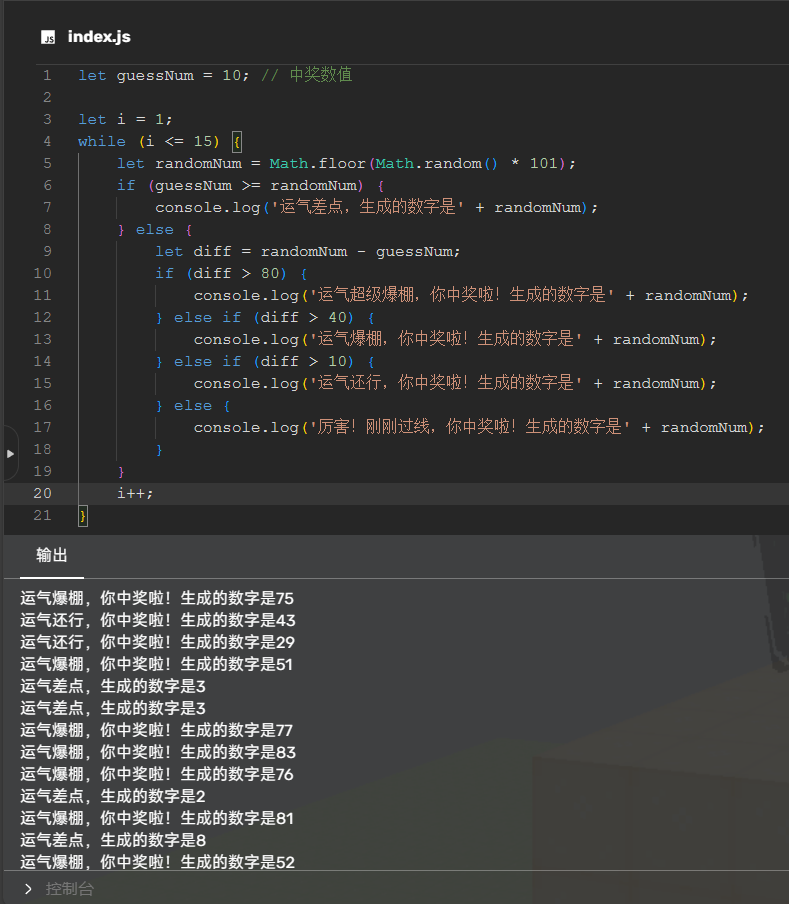 index.js
1 let guessNum = 10; // 中奖数值
2
3 let i = 1;
4 while (i <= 15) {
5     let randomNum = Math.floor(Math.random() * 101);
6     if (guessNum >= randomNum) {
7         console.log('运气差点，生成的数字是' + randomNum);
8     } else {
9         let diff = randomNum - guessNum;
10         if (diff > 80) {
11             console.log('运气超级爆棚，你中奖啦！生成的数字是' + randomNum);
12         } else if (diff > 40) {
13             console.log('运气爆棚，你中奖啦！生成的数字是' + randomNum);
14         } else if (diff > 10) {
15             console.log('运气还行，你中奖啦！生成的数字是' + randomNum);
16         } else {
17             console.log('厉害！刚刚过线，你中奖啦！生成的数字是' + randomNum);
18         }
19     }
20     i++;
21 }
输出
运气爆棚，你中奖啦！生成的数字是75
运气还行，你中奖啦！生成的数字是43
运气还行，你中奖啦！生成的数字是29
运气爆棚，你中奖啦！生成的数字是51
运气差点，生成的数字是3
运气差点，生成的数字是3
运气爆棚，你中奖啦！生成的数字是77
运气爆棚，你中奖啦！生成的数字是83
运气爆棚，你中奖啦！生成的数字是76
运气差点，生成的数字是2
运气爆棚，你中奖啦！生成的数字是81
运气差点，生成的数字是8
运气爆棚，你中奖啦！生成的数字是52
控制台